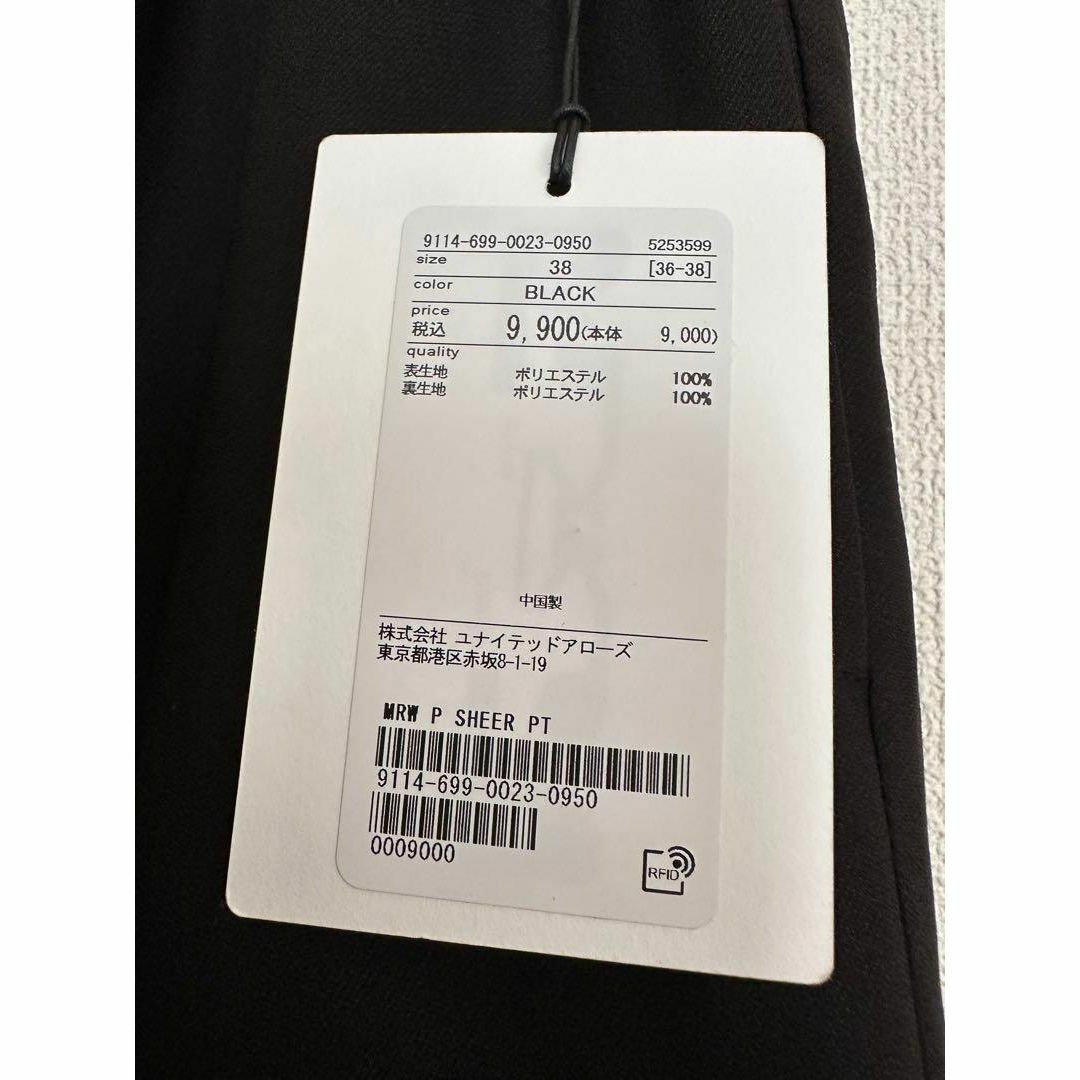 9114-699-0023-0950 5253599
size 38 [36-38]
color BLACK
price
税込 9,900(本体 9,000)
quality
表生地 ポリエステル 100%
裏生地 ポリエステル 100%
中国製
株式会社 ユナイテッドアローズ
東京都港区赤坂8-1-19
MRW P SHEER PT
9114-699-0023-0950
0009000
RFID